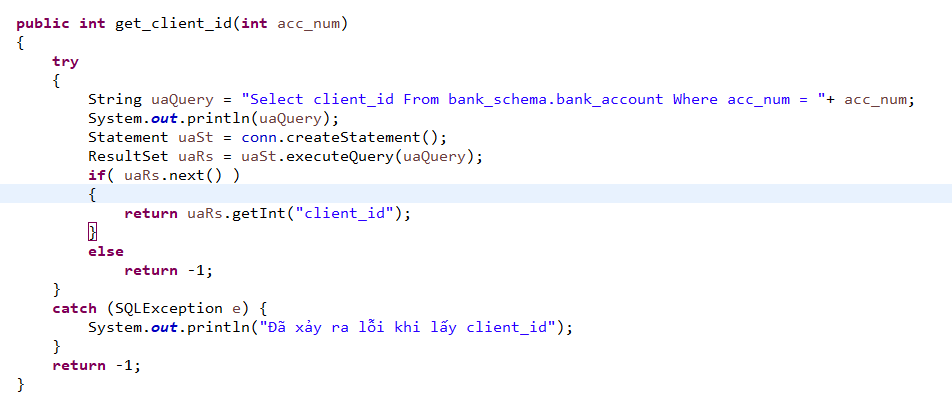 public int get_client_id(int acc_num)
{
    try
    {
        String uaQuery = "Select client_id From bank_schema.bank_account Where acc_num = "+ acc_num;
        System.out.println(uaQuery);
        Statement uaSt = conn.createStatement();
        ResultSet uaRs = uaSt.executeQuery(uaQuery);
        if( uaRs.next() )
        {
            return uaRs.getInt("client_id");
        }
        else
            return -1;
    }
    catch (SQLException e) {
        System.out.println("Đã xảy ra lỗi khi lấy client_id");
    }
    return -1;
}